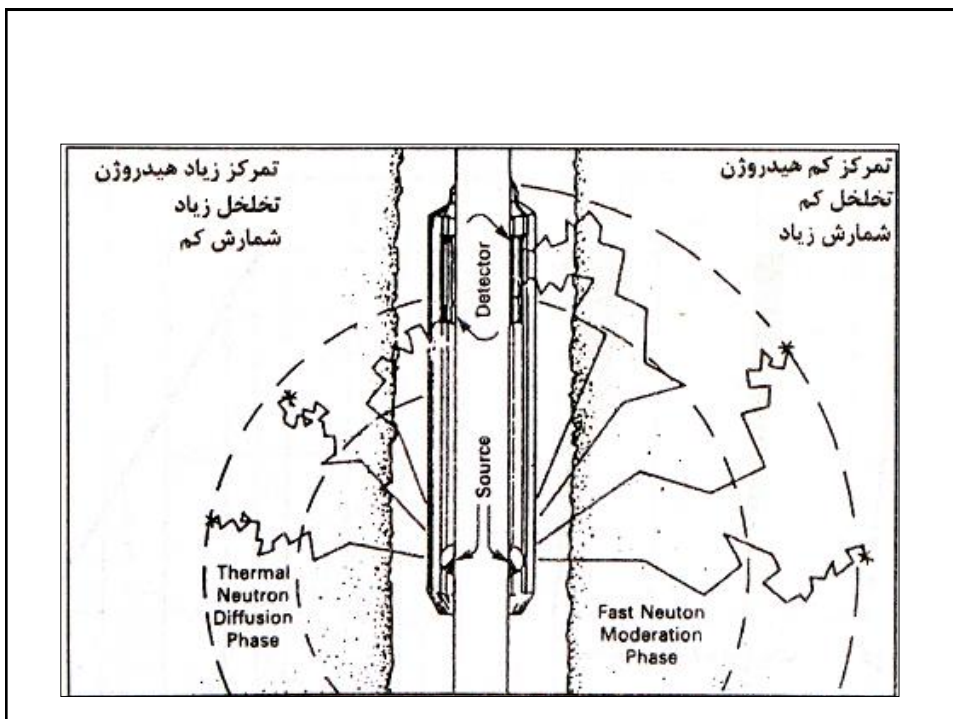 تمرکز زیاد هیدروژن
تخلخل زیاد
شمارش کم
تمرکز کم هیدروژن
تخلخل کم
شمارش زیاد
Detector
Source
Thermal
Neutron
Diffusion
Phase
Fast Neuton
Moderation
Phase